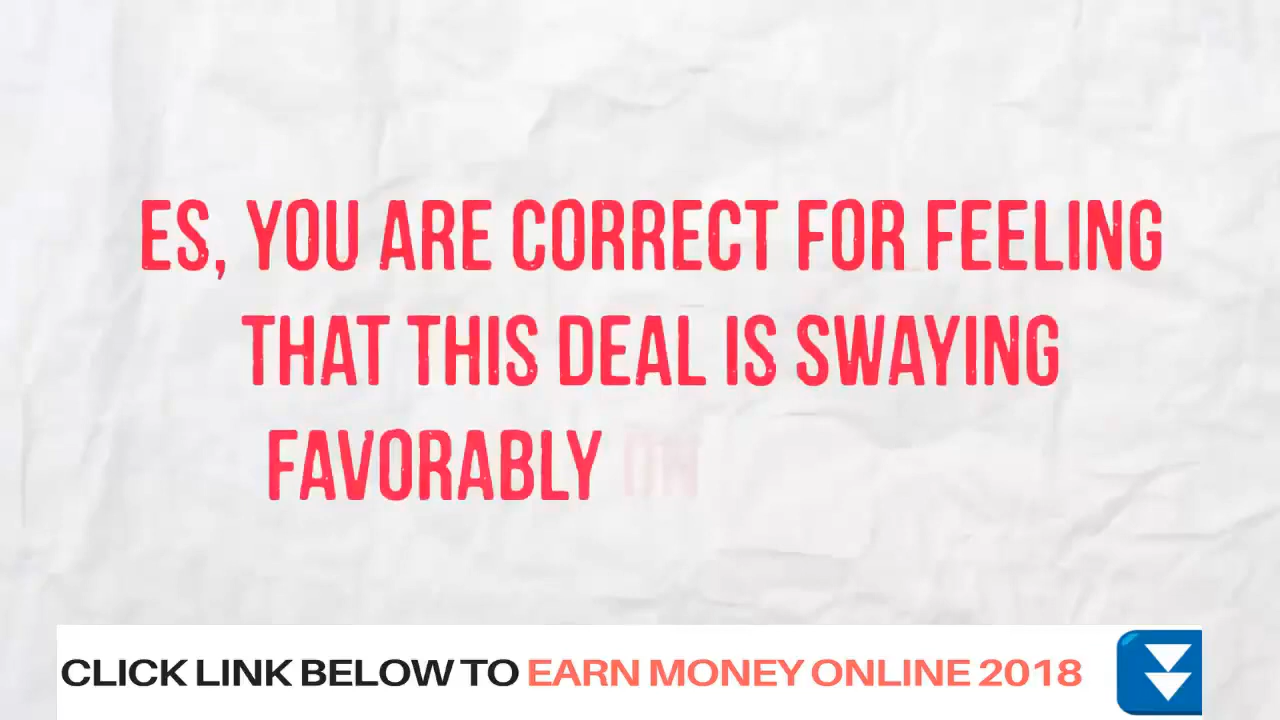 ES, YOU ARE CORRECT FOR FEELING
THAT THIS DEAL IS SWAYING
FAVORABLY ON
CLICK LINK BELOW TO EARN MONEY ONLINE 2018